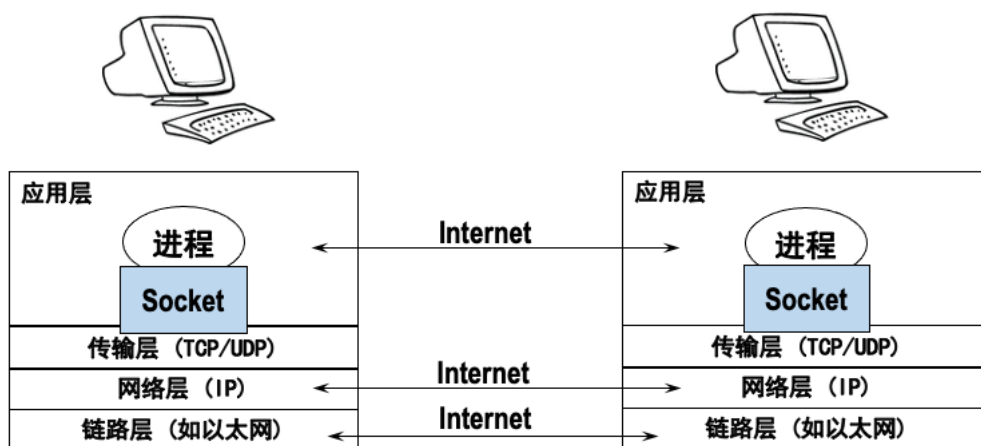 应用层
进程
Socket
传输层 (TCP/UDP)
网络层 (IP)
链路层 (如以太网)
Internet
Internet
Internet
应用层
进程
Socket
传输层 (TCP/UDP)
网络层 (IP)
链路层 (如以太网)